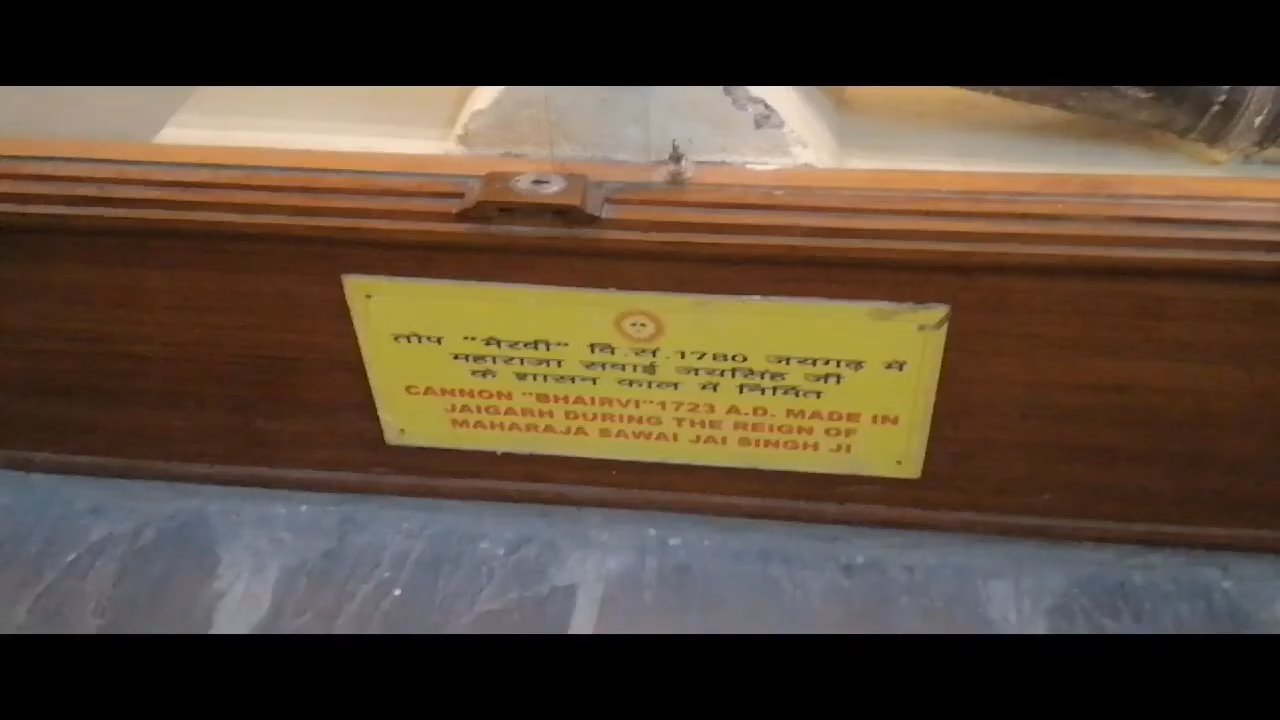 तोप "भैरवी" वि.सं.1780 जयगढ़ में
महाराजा सवाई जयसिंह जी
के शासन काल में निर्मित
CANNON "BHAIRVI" 1723 A.D. MADE IN
JAIGARH DURING THE REIGN OF
MAHARAJA SAWAI JAI SINGH JI